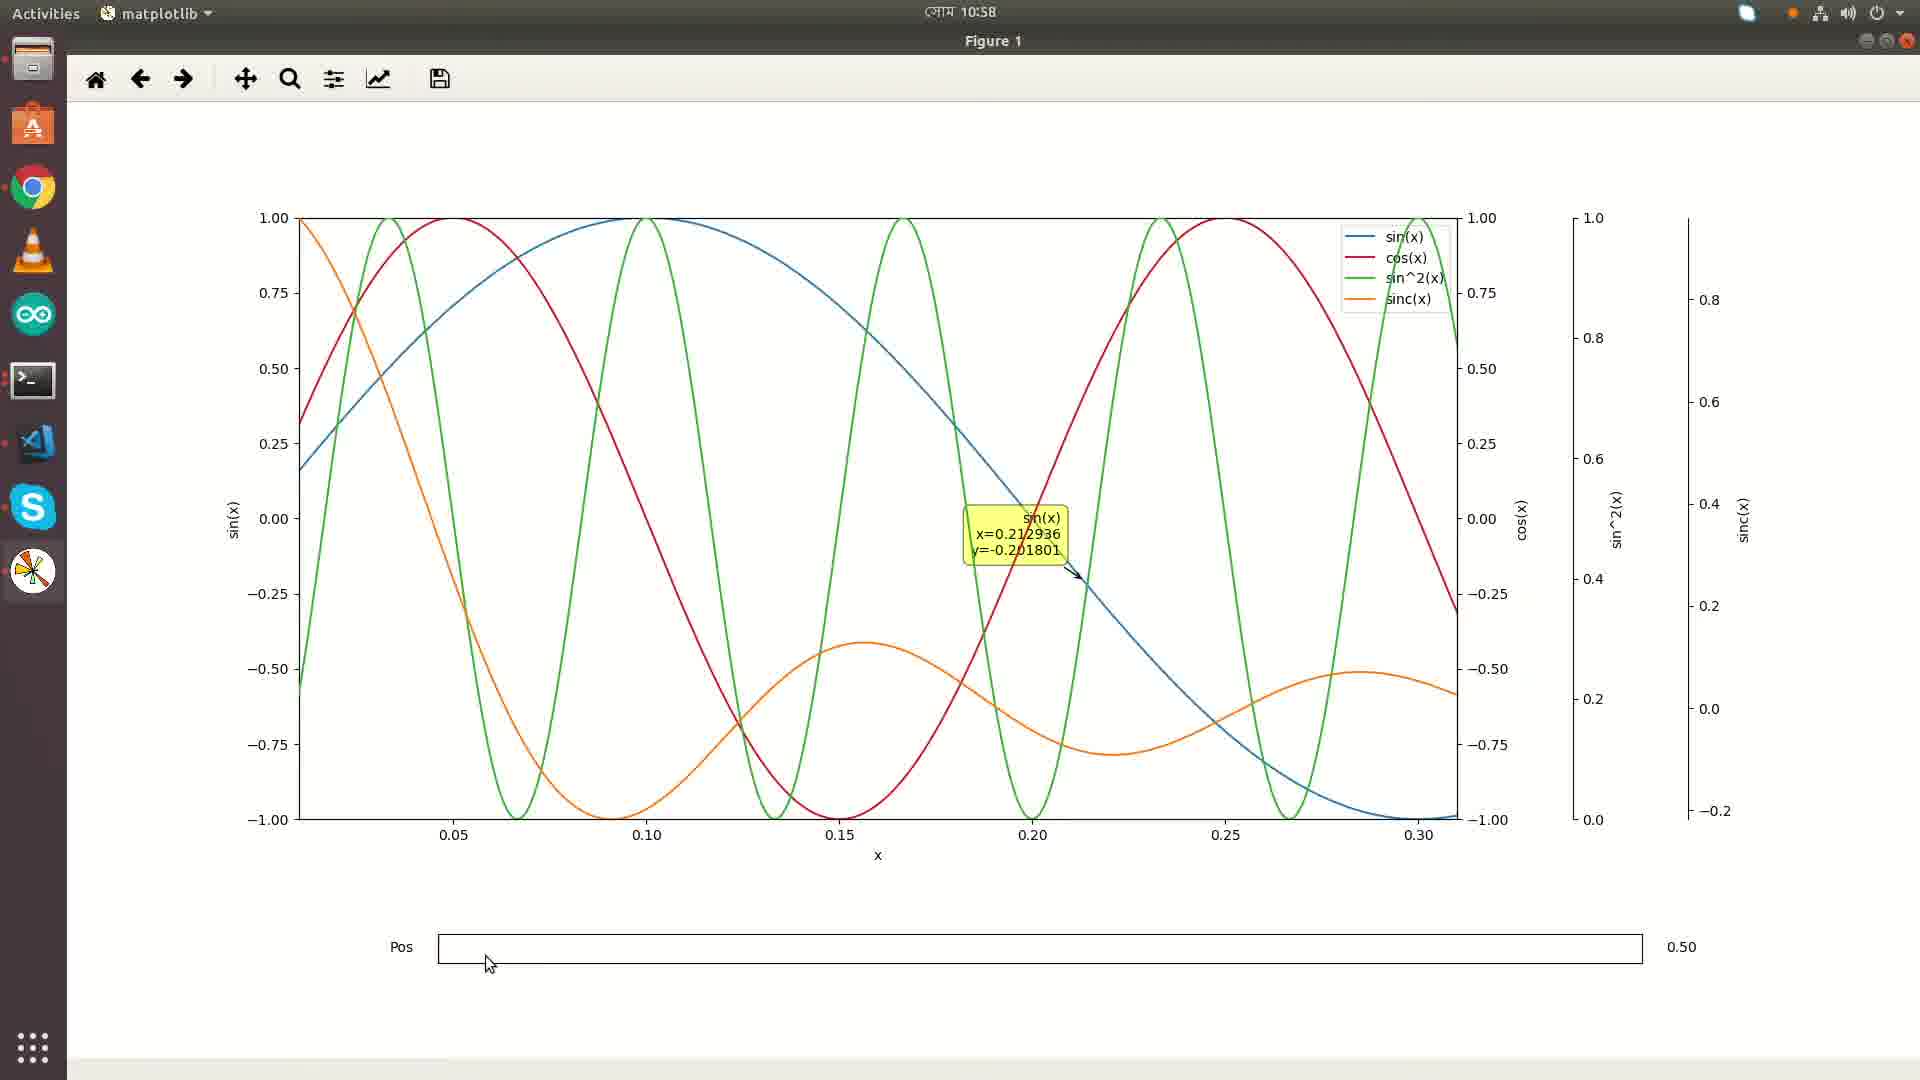 Activities matplotlib সোম 10:58
Figure 1
1.00
0.75
0.50
0.25
0.00
−0.25
−0.50
−0.75
−1.00
sin(x)
0.05 0.10 0.15 0.20 0.25 0.30
x
sin(x)
x=0.212936
y=-0.201801
sin(x)
cos(x)
sin^2(x)
sinc(x)
1.00
0.75
0.50
0.25
0.00
−0.25
−0.50
−0.75
−1.00
cos(x)
1.0
0.8
0.6
0.4
0.2
0.0
sin^2(x)
0.8
0.6
0.4
0.2
0.0
−0.2
sinc(x)
Pos 0.50